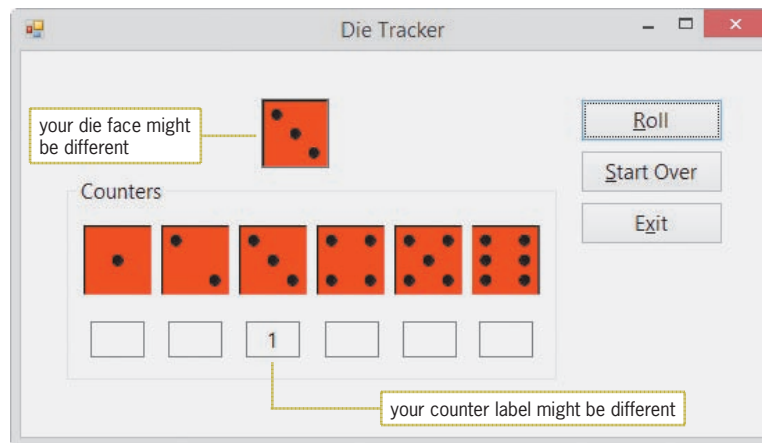 Die Tracker
your die face might
be different
Roll
Start Over
Exit
Counters
1
your counter label might be different